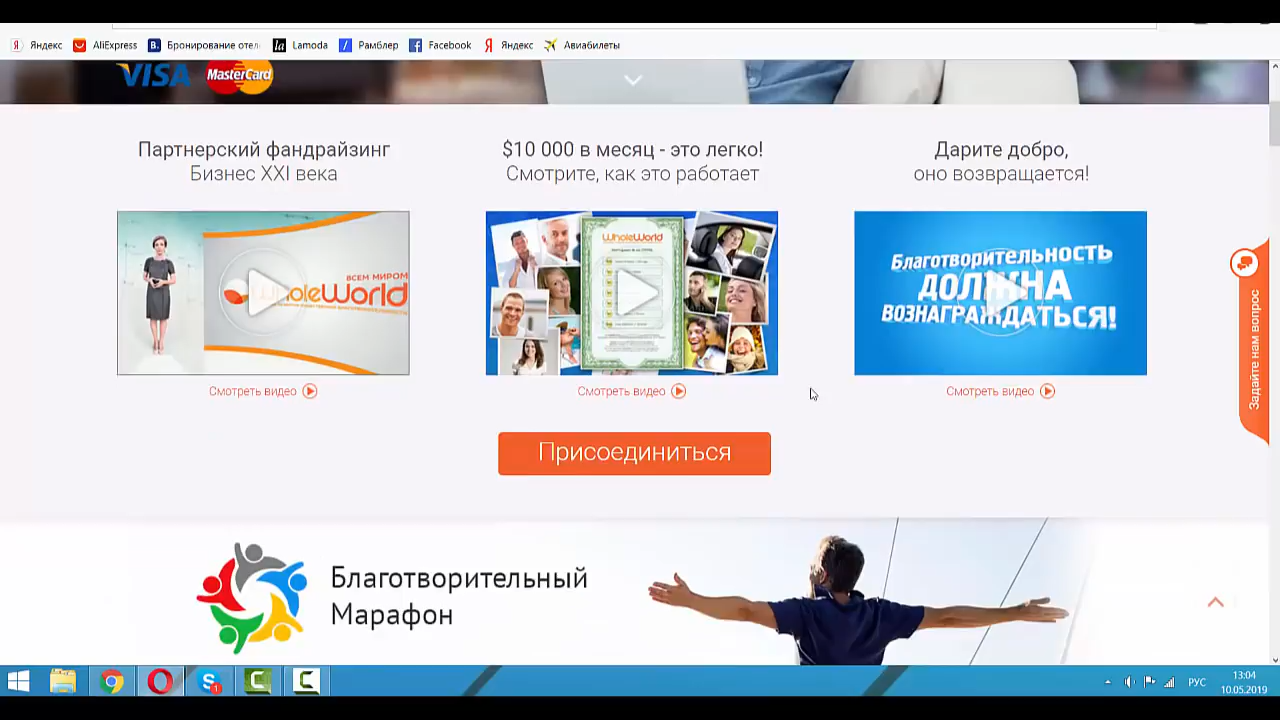 Яндекс AliExpress Бронирование отел Lamoda Рамблер Facebook Яндекс Авиабилеты
VISA MasterCard
Партнерский фандрайзинг
Бизнес XXI века
$10 000 в месяц - это легко!
Смотрите, как это работает
Дарите добро,
оно возвращается!
ВСЕМ МИРОМ
WholeWorld
WholeWorld
Благотворительность
ДОЛЖНА
ВОЗНАГРАЖДАТЬСЯ!
Задайте нам вопрос
Смотреть видео
Смотреть видео
Смотреть видео
Присоединиться
Благотворительный
Марафон
РУС
13:04
10.05.2019